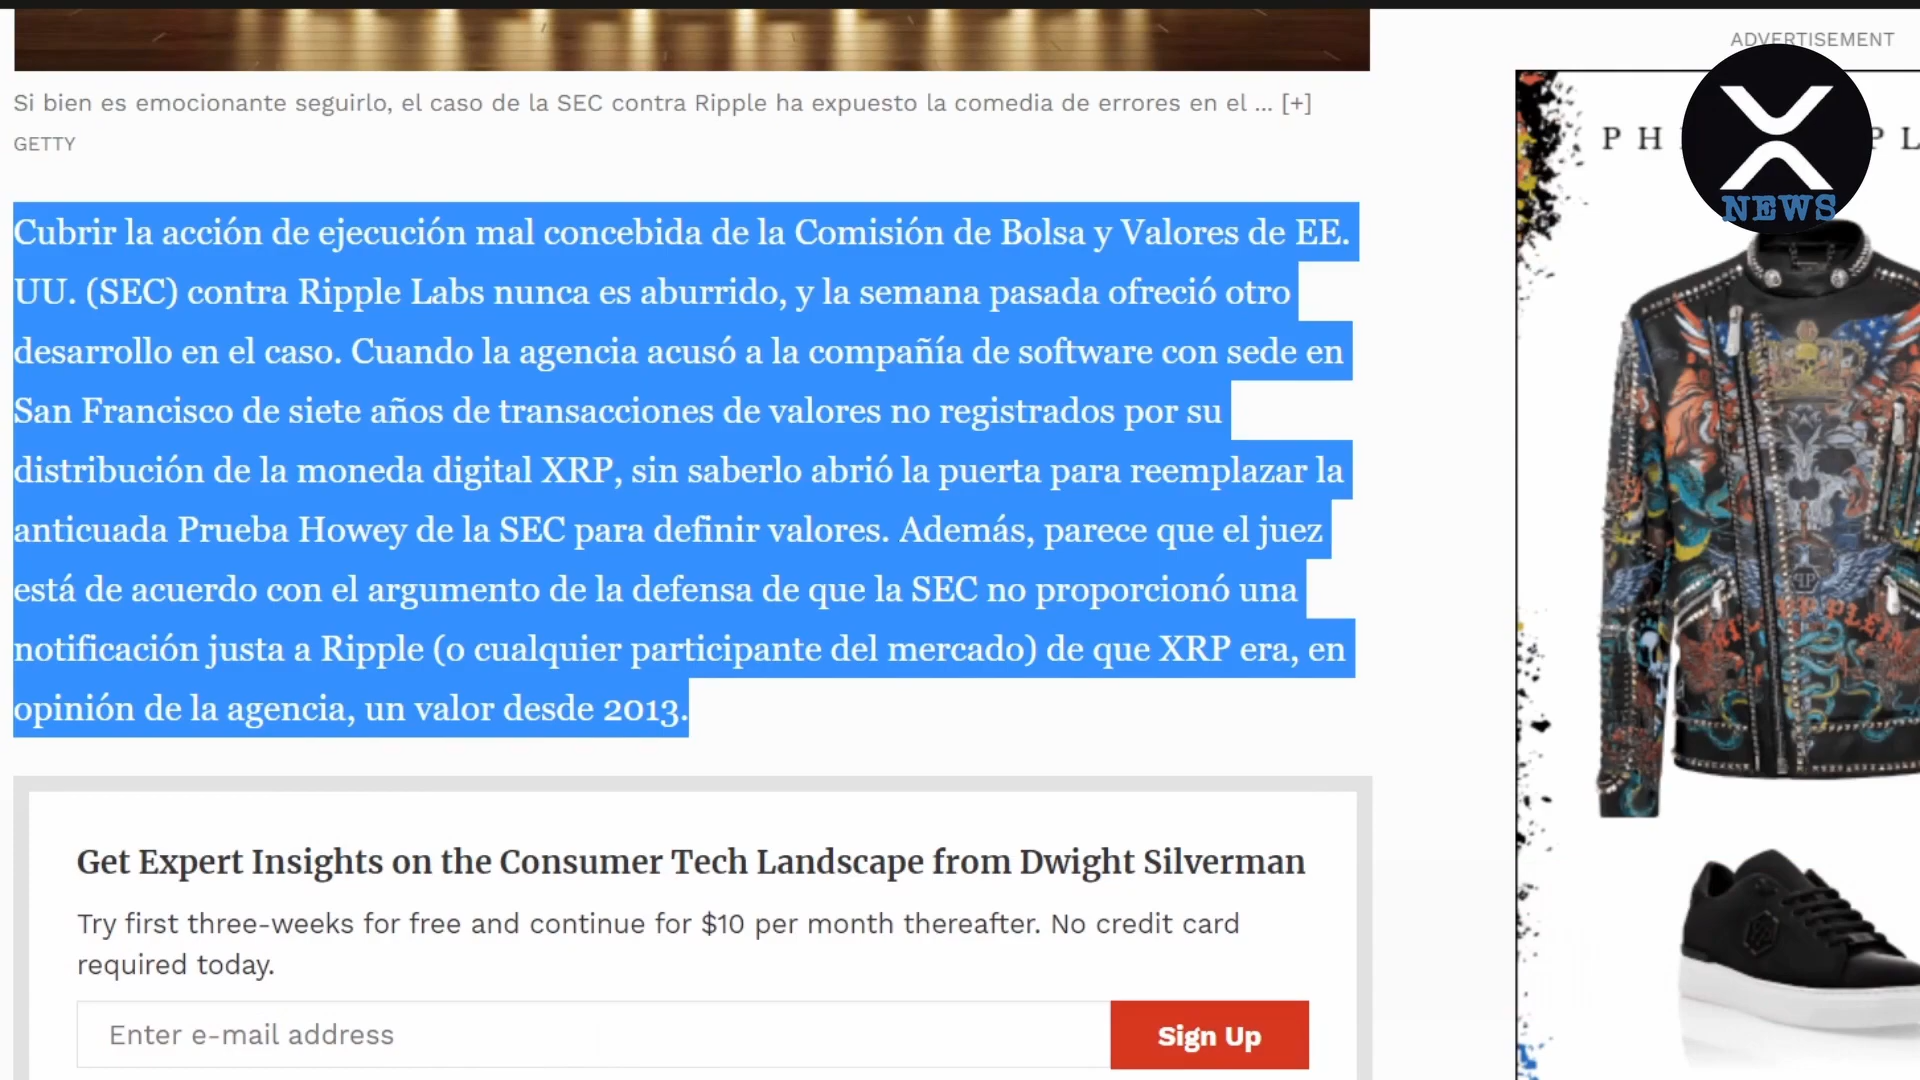 ADVERTISEMENT
Si bien es emocionante seguirlo, el caso de la SEC contra Ripple ha expuesto la comedia de errores en el ... [+]
GETTY
NEWS
Cubrir la acción de ejecución mal concebida de la Comisión de Bolsa y Valores de EE.
UU. (SEC) contra Ripple Labs nunca es aburrido, y la semana pasada ofreció otro
desarrollo en el caso. Cuando la agencia acusó a la compañía de software con sede en
San Francisco de siete años de transacciones de valores no registrados por su
distribución de la moneda digital XRP, sin saberlo abrió la puerta para reemplazar la
anticuada Prueba Howey de la SEC para definir valores. Además, parece que el juez
está de acuerdo con el argumento de la defensa de que la SEC no proporcionó una
notificación justa a Ripple (o cualquier participante del mercado) de que XRP era, en
opinión de la agencia, un valor desde 2013.
Get Expert Insights on the Consumer Tech Landscape from Dwight Silverman
Try first three-weeks for free and continue for $10 per month thereafter. No credit card
required today.
Enter e-mail address
Sign Up